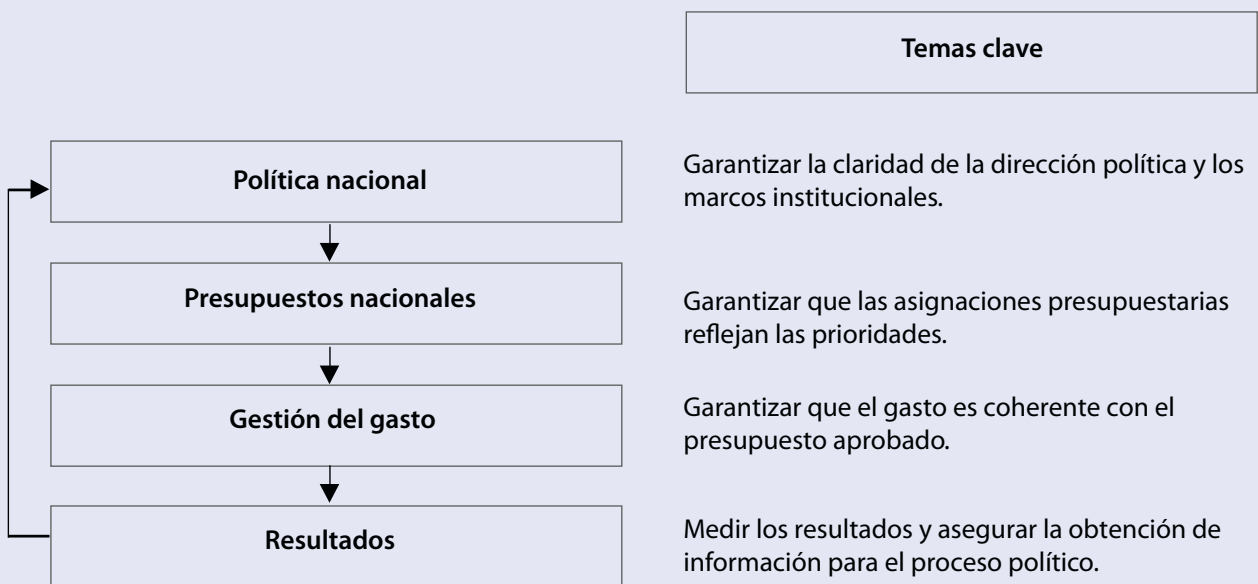 Temas clave
Política nacional
Garantizar la claridad de la dirección política y los
marcos institucionales.
Presupuestos nacionales
Garantizar que las asignaciones presupuestarias
reflejan las prioridades.
Gestión del gasto
Garantizar que el gasto es coherente con el
presupuesto aprobado.
Resultados
Medir los resultados y asegurar la obtención de
información para el proceso político.